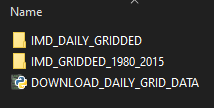 Name
IMD_DAILY_GRIDDED
IMD_GRIDDED_1980_2015
DOWNLOAD_DAILY_GRID_DATA